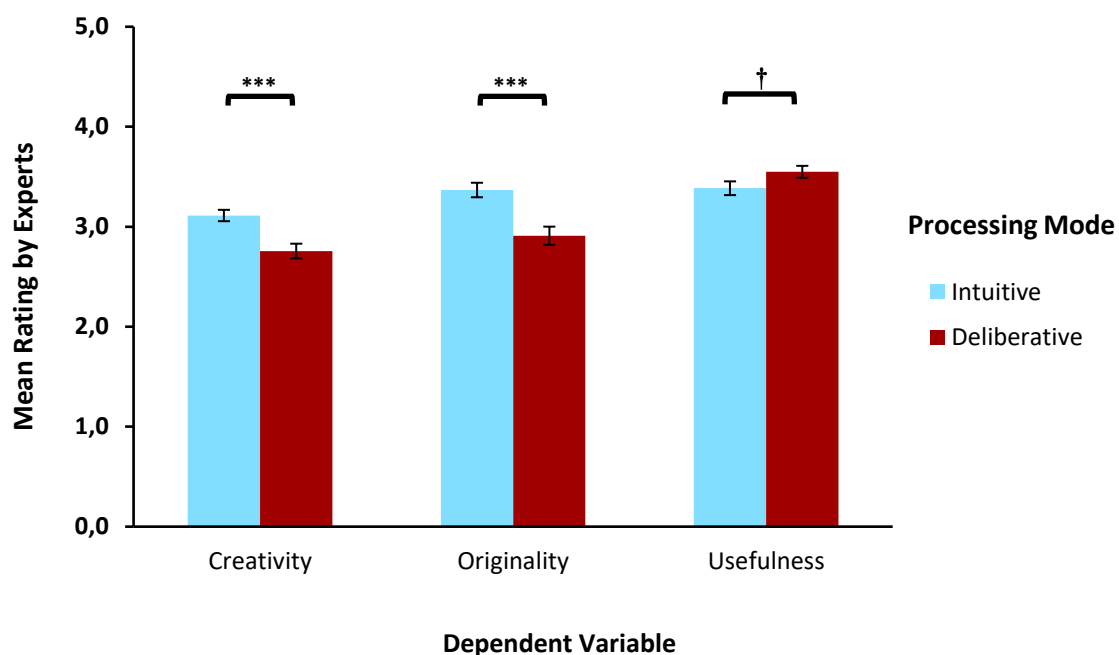 5,0
4,0
3,0
2,0
1,0
0,0
Mean Rating by Experts
***
***
†
Creativity
Originality
Usefulness
Dependent Variable
Processing Mode
Intuitive
Deliberative